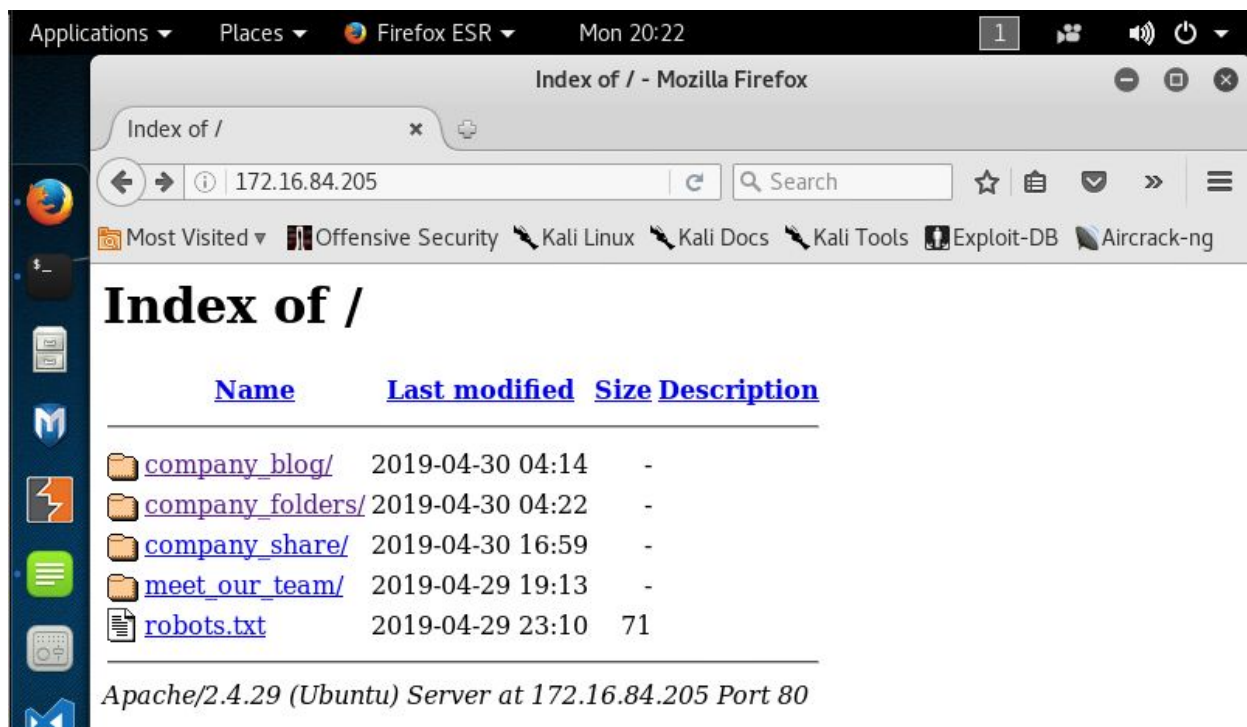 Applications Places Firefox ESR Mon 20:22 1
Index of / - Mozilla Firefox
Index of /
172.16.84.205 Search
Most Visited Offensive Security Kali Linux Kali Docs Kali Tools Exploit-DB Aircrack-ng
$_
Index of /
Name Last modified Size Description
company_blog/ 2019-04-30 04:14 -
company_folders/ 2019-04-30 04:22 -
company_share/ 2019-04-30 16:59 -
meet_our_team/ 2019-04-29 19:13 -
robots.txt 2019-04-29 23:10 71
Apache/2.4.29 (Ubuntu) Server at 172.16.84.205 Port 80